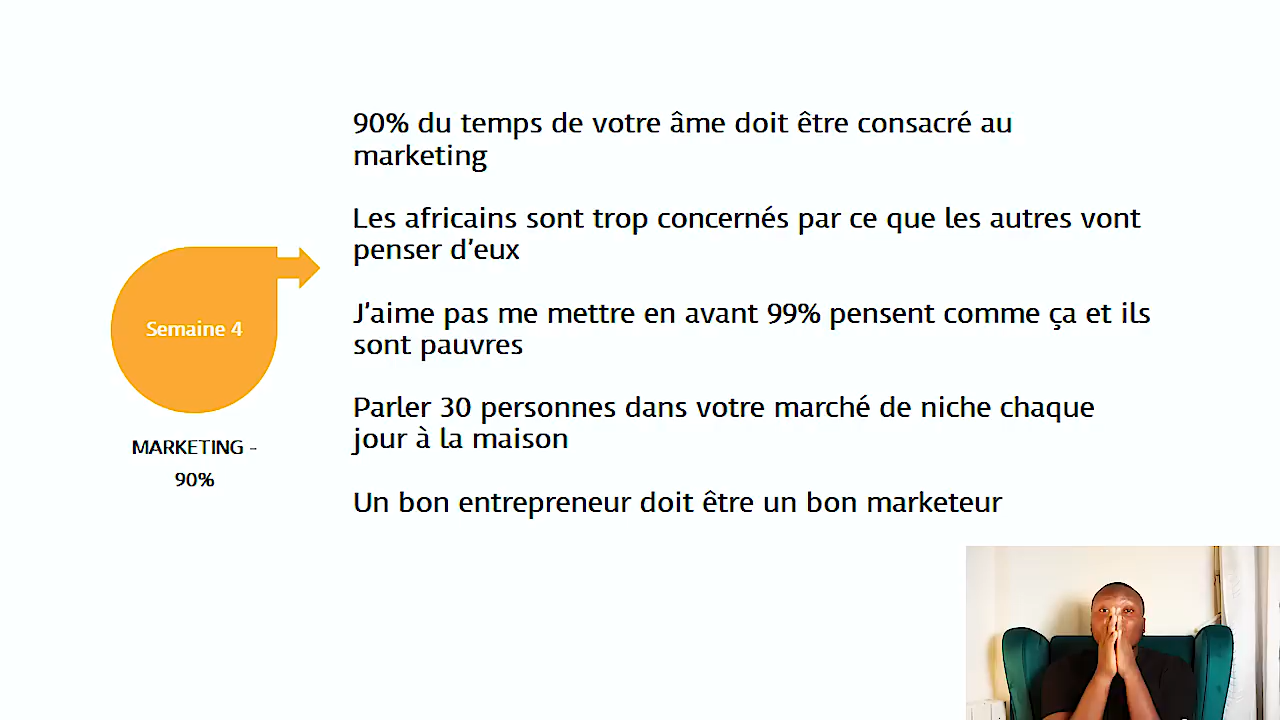 90% du temps de votre âme doit être consacré au
marketing
Les africains sont trop concernés par ce que les autres vont
penser d’eux
J’aime pas me mettre en avant 99% pensent comme ça et ils
sont pauvres
Parler 30 personnes dans votre marché de niche chaque
jour à la maison
Un bon entrepreneur doit être un bon marketeur
Semaine 4
MARKETING -
90%